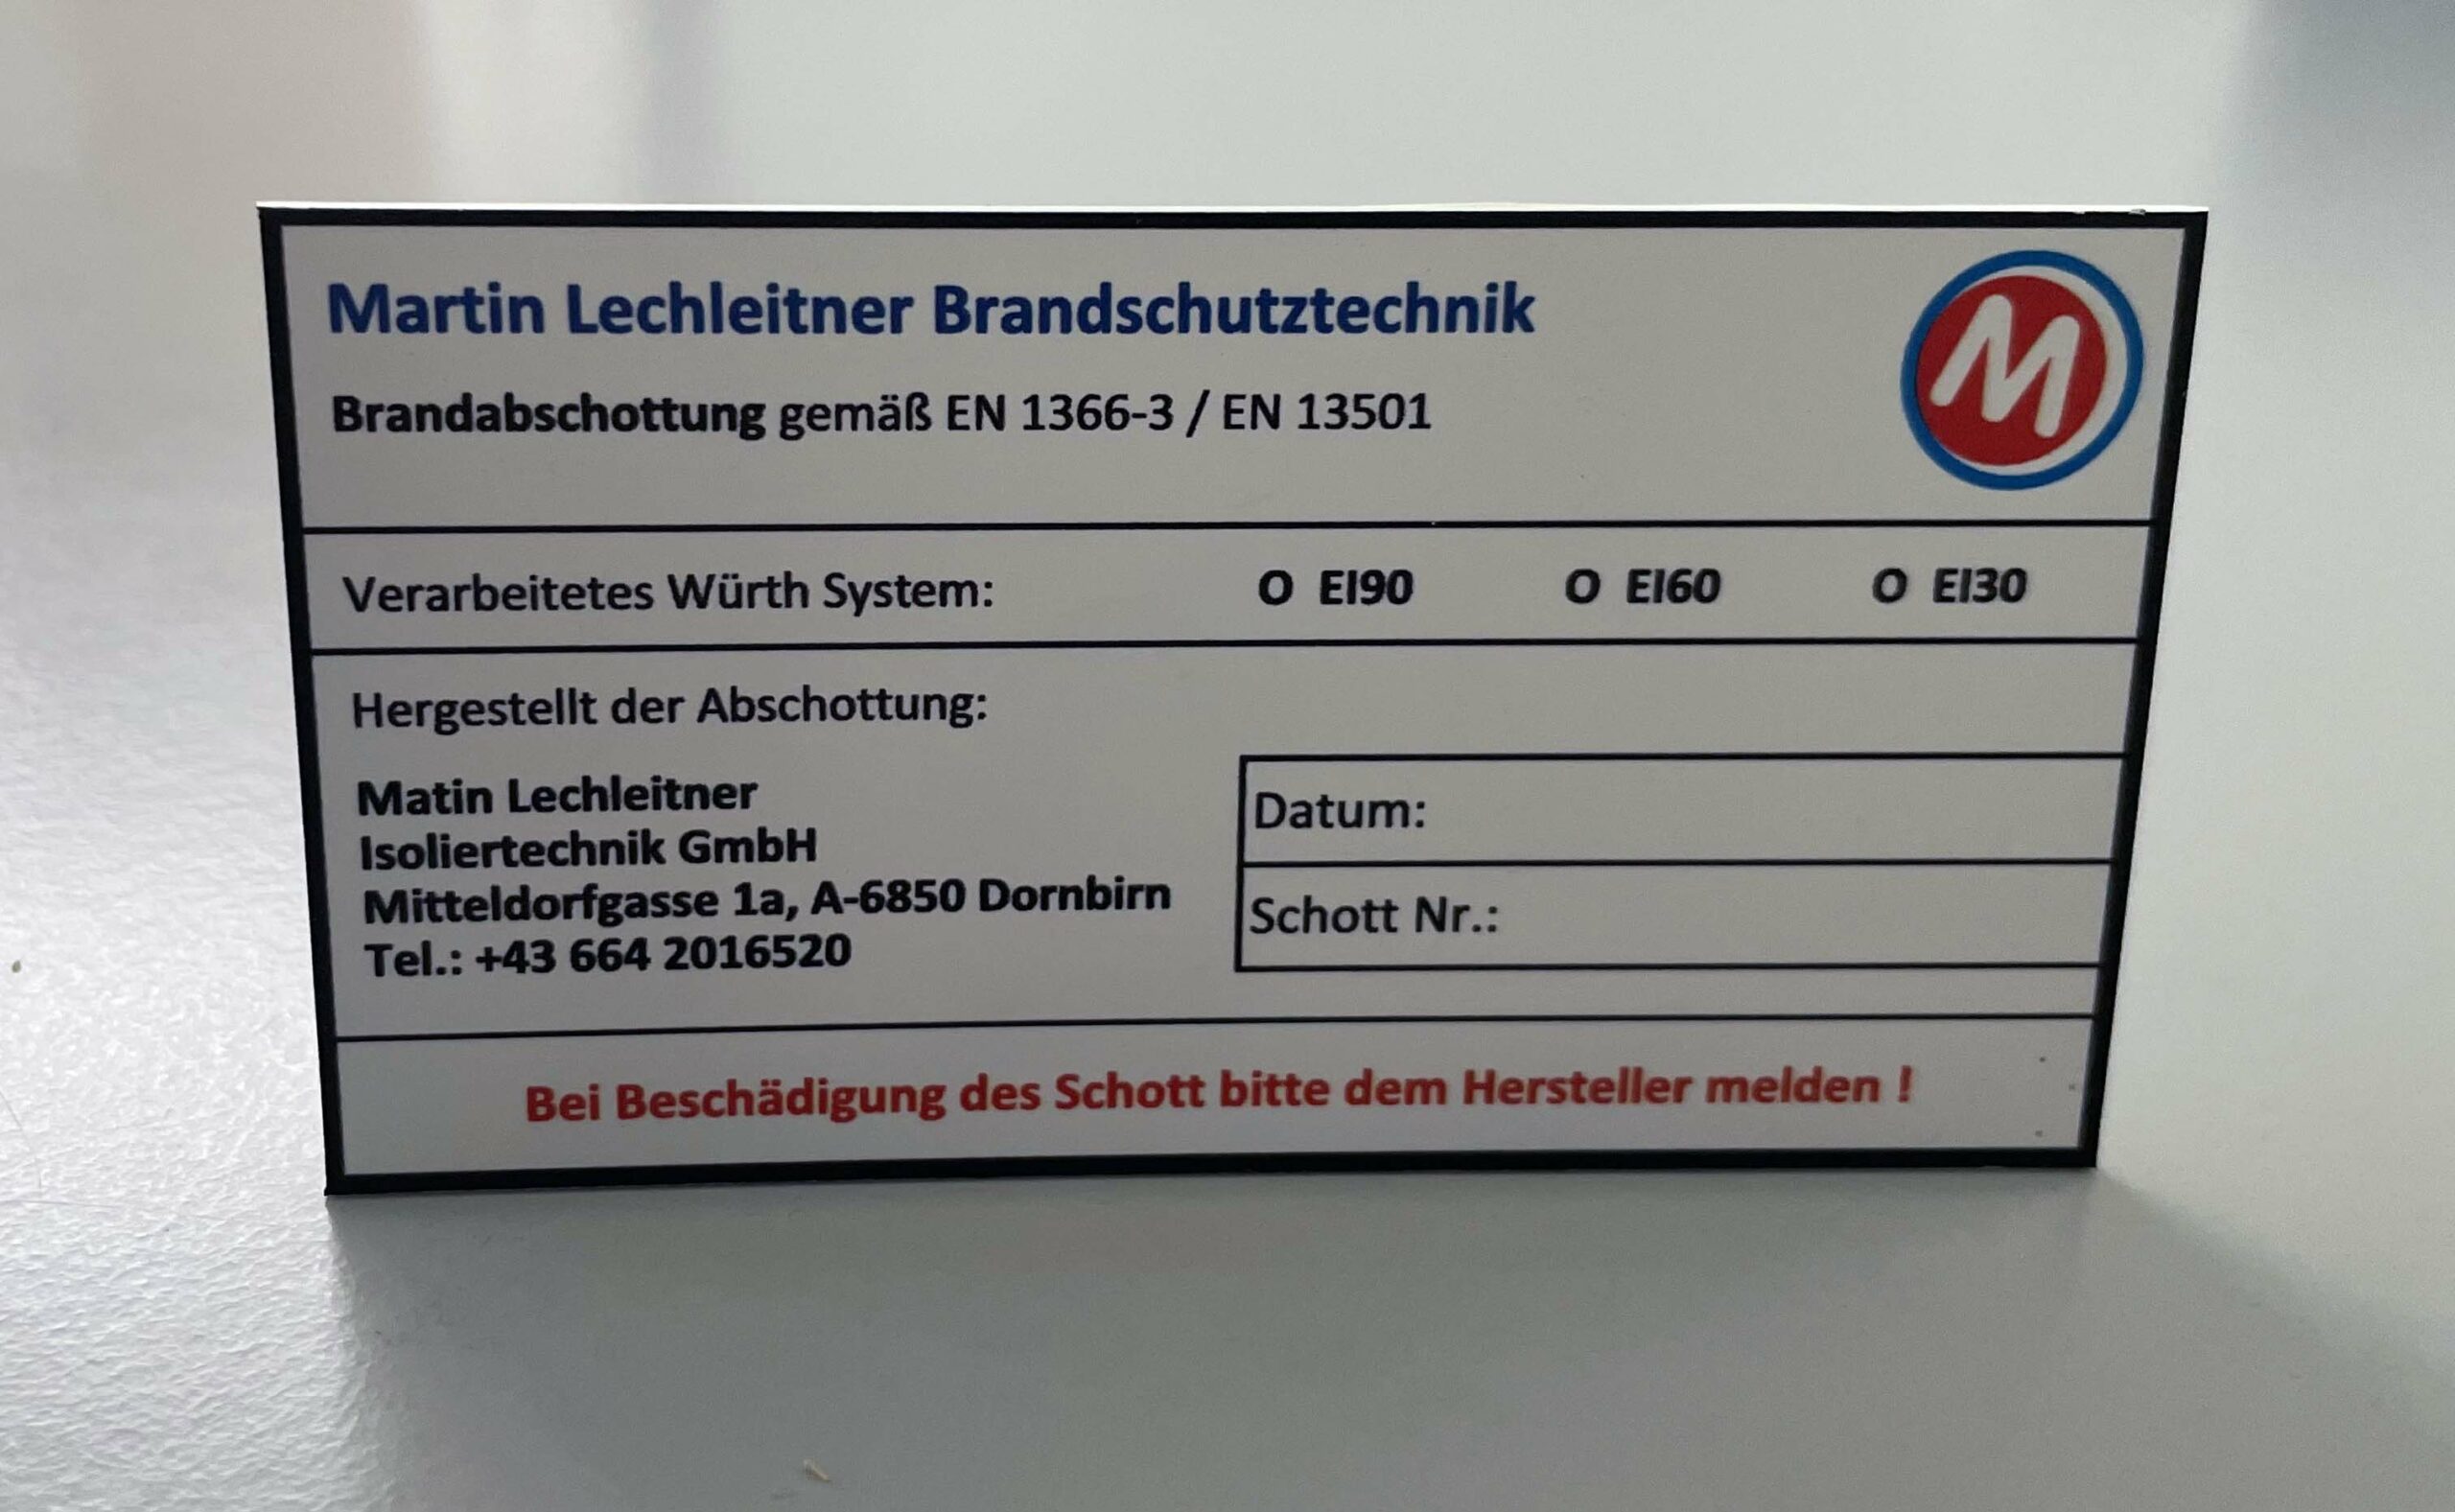 Martin Lechleitner Brandschutztechnik
M
Brandabschottung gemäß EN 1366-3 / EN 13501
Verarbeitetes Würth System: O EI90 O EI60 O EI30
Hergestellt der Abschottung:
Matin Lechleitner
Isoliertechnik GmbH
Mitteldorfgasse 1a, A-6850 Dornbirn
Tel.: +43 664 2016520
Datum:
Schott Nr.:
Bei Beschädigung des Schott bitte dem Hersteller melden !